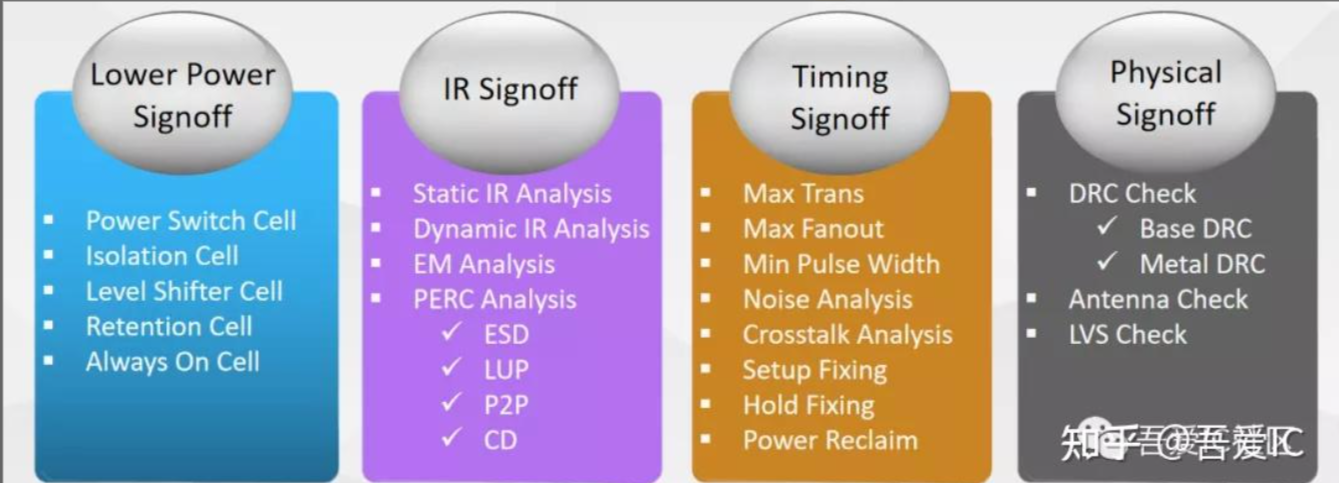 Lower Power
Signoff
Power Switch Cell
Isolation Cell
Level Shifter Cell
Retention Cell
Always On Cell
IR Signoff
Static IR Analysis
Dynamic IR Analysis
EM Analysis
PERC Analysis
ESD
LUP
P2P
CD
Timing
Signoff
Max Trans
Max Fanout
Min Pulse Width
Noise Analysis
Crosstalk Analysis
Setup Fixing
Hold Fixing
Power Reclaim
Physical
Signoff
DRC Check
Base DRC
Metal DRC
Antenna Check
LVS Check
知乎 @吾爱IC